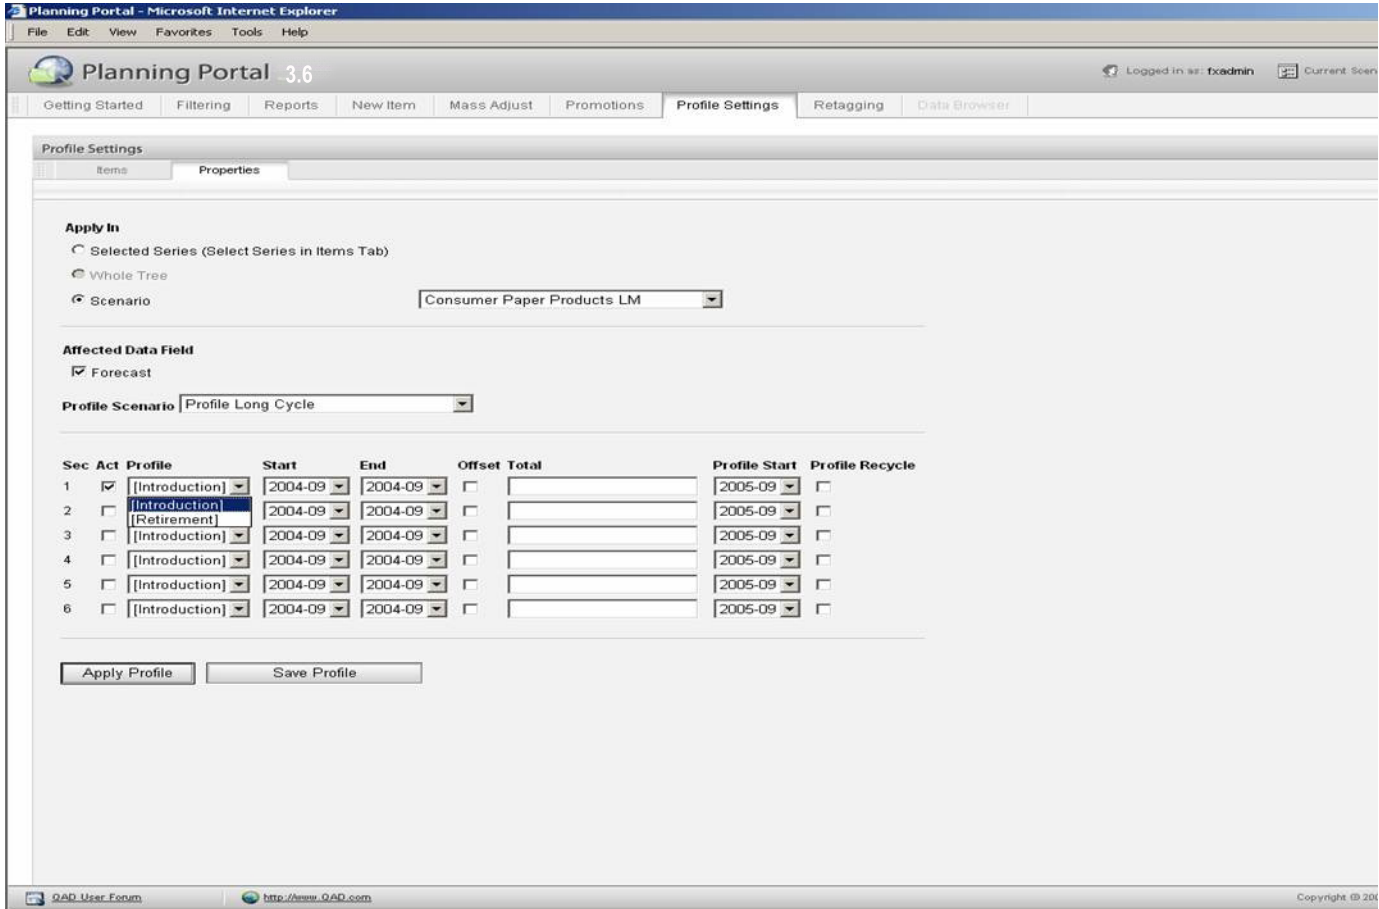 Planning Portal - Microsoft Internet Explorer
File Edit View Favorites Tools Help
Planning Portal 3.6 Logged in as: fxadmin Current Scen
Getting Started Filtering Reports New Item Mass Adjust Promotions Profile Settings Retagging Data Browser
Profile Settings
Items Properties
Apply In
Selected Series (Select Series in Items Tab)
Whole Tree
Scenario Consumer Paper Products LM
Affected Data Field
Forecast
Profile Scenario Profile Long Cycle
Sec Act Profile Start End Offset Total Profile Start Profile Recycle
1 [Introduction] 2004-09 2004-09 2005-09
[Introduction]
2 2004-09 2004-09 2005-09
[Retirement]
3 [Introduction] 2004-09 2004-09 2005-09
4 [Introduction] 2004-09 2004-09 2005-09
5 [Introduction] 2004-09 2004-09 2005-09
6 [Introduction] 2004-09 2004-09 2005-09
Apply Profile Save Profile
QAD User Forum http://www.QAD.com Copyright © 200